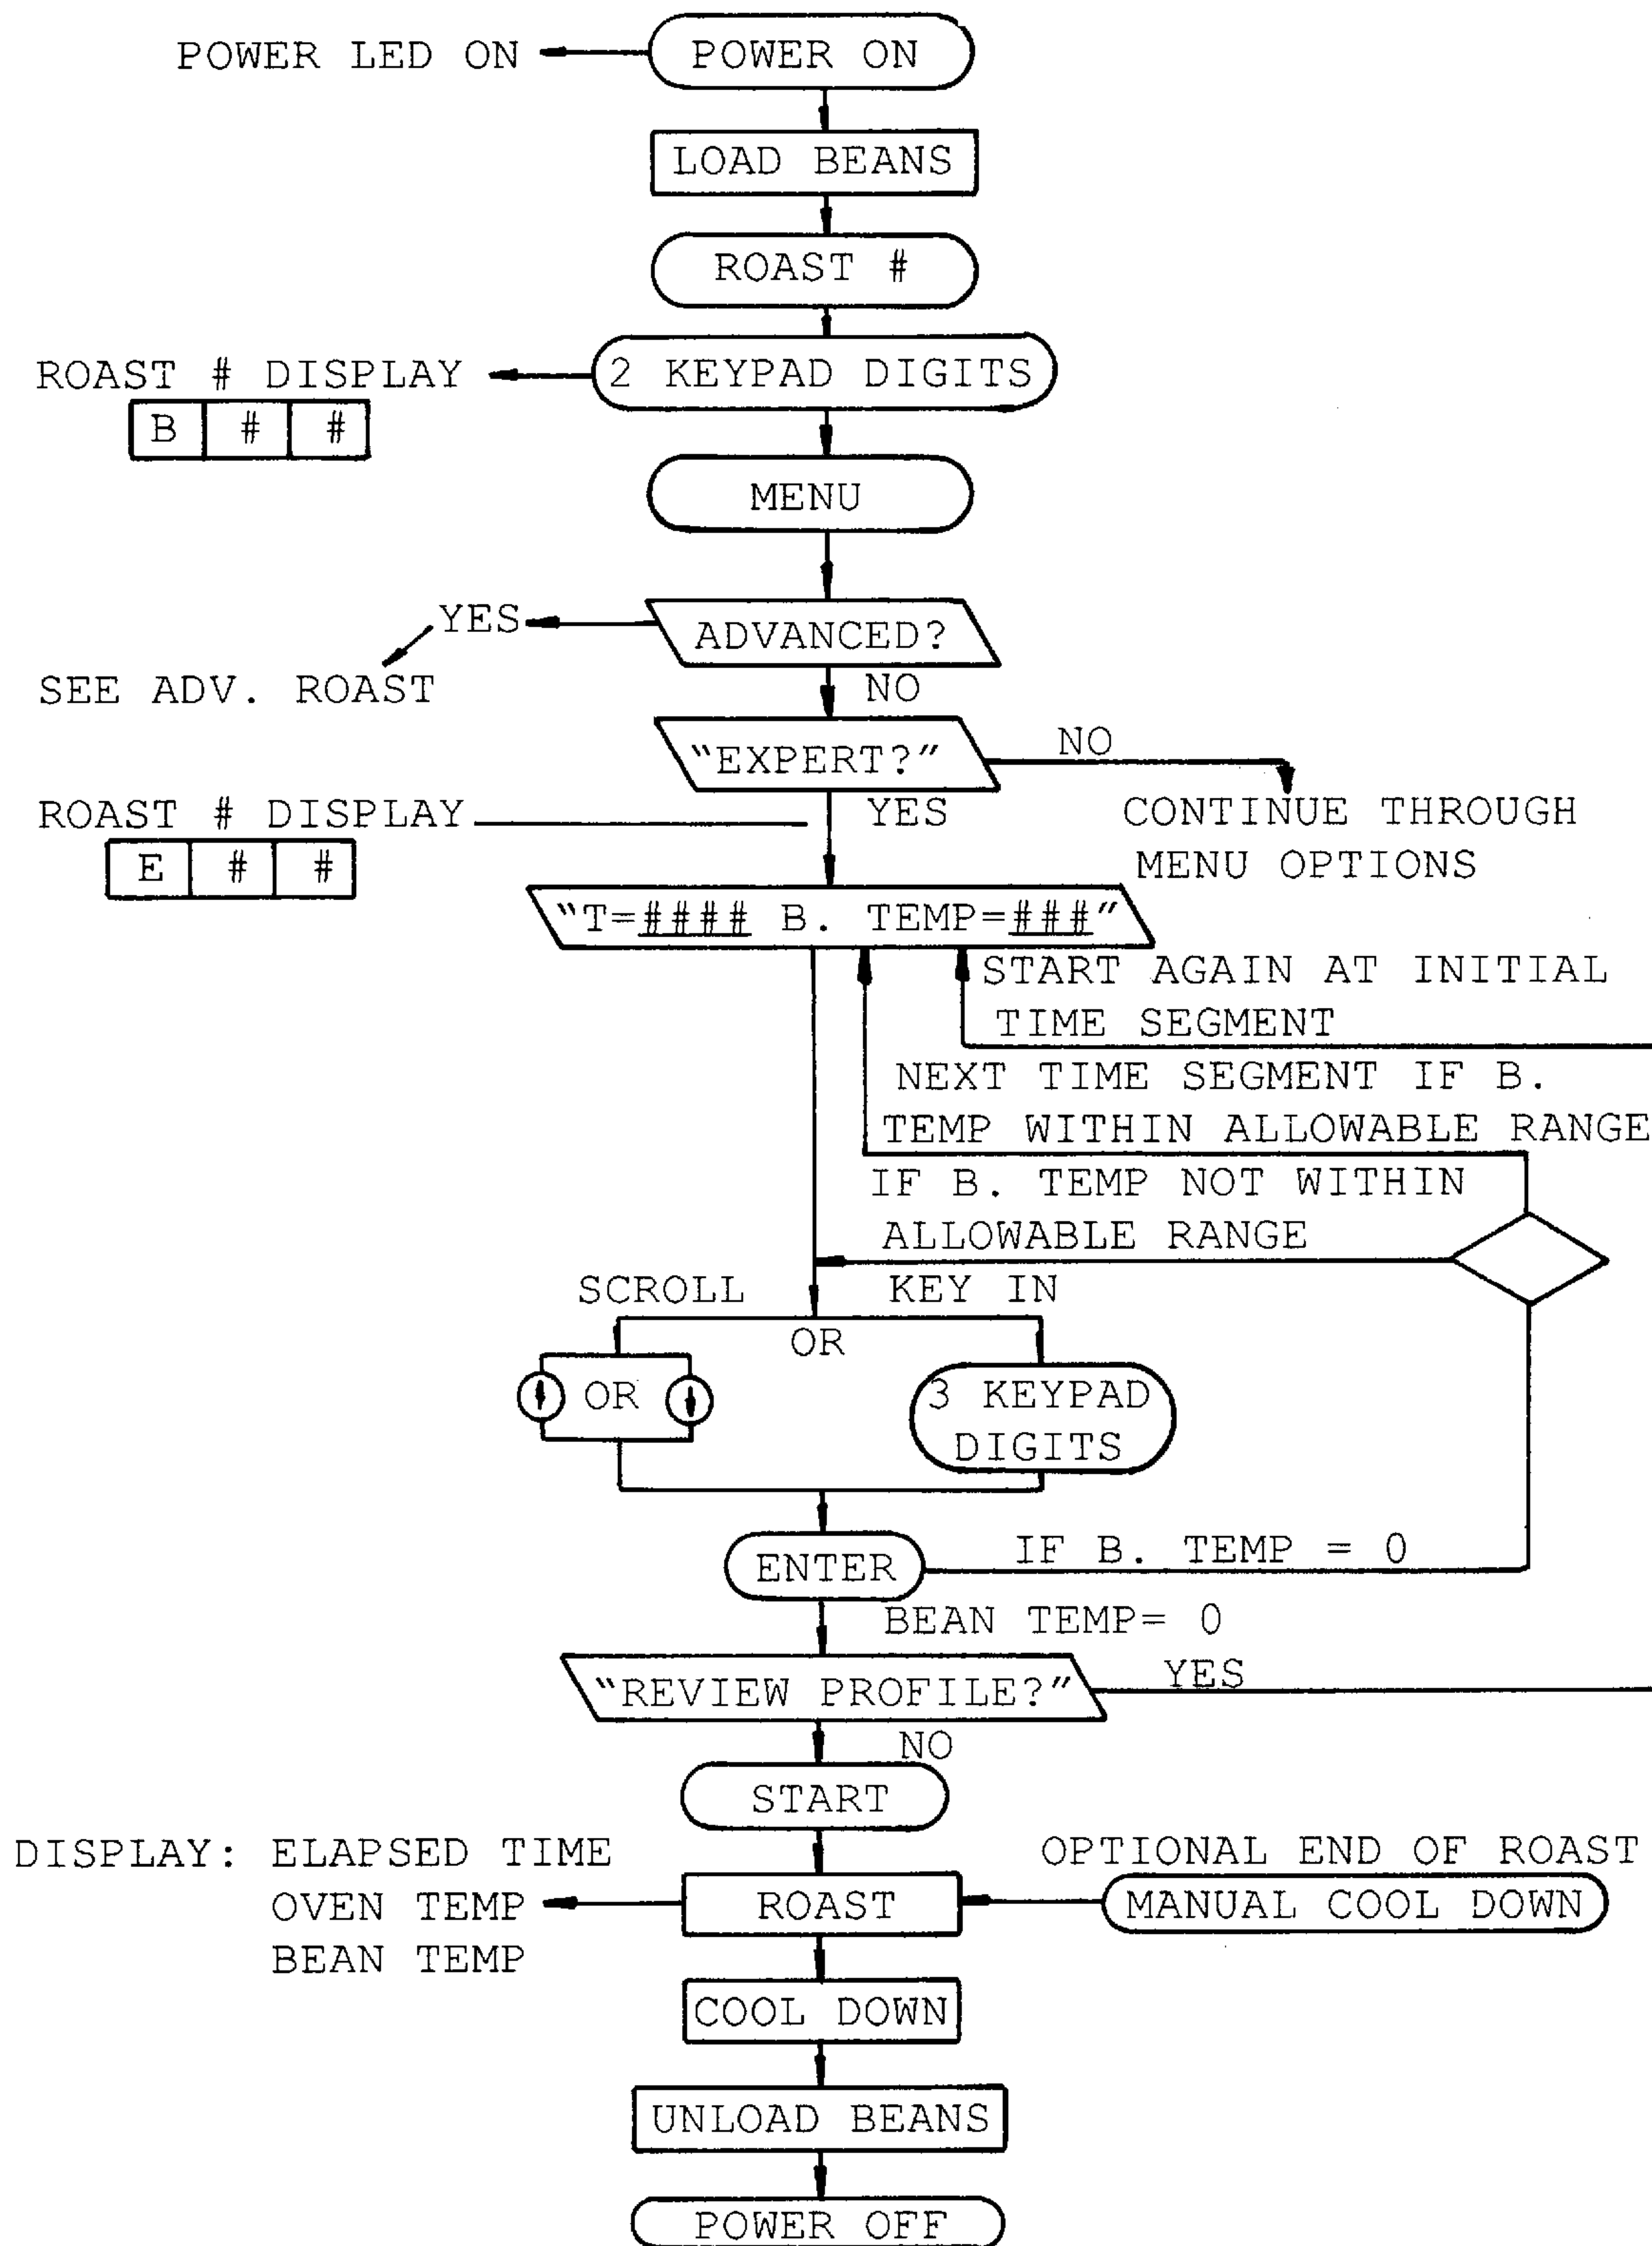 POWER LED ON
POWER ON
LOAD BEANS
ROAST #
ROAST # DISPLAY
B # #
2 KEYPAD DIGITS
MENU
YES
ADVANCED?
SEE ADV. ROAST
NO
"EXPERT?"
NO
ROAST # DISPLAY
E # #
YES
CONTINUE THROUGH
MENU OPTIONS
"T=#### B. TEMP=###"
START AGAIN AT INITIAL
TIME SEGMENT
NEXT TIME SEGMENT IF B.
TEMP WITHIN ALLOWABLE RANGE
IF B. TEMP NOT WITHIN
ALLOWABLE RANGE
SCROLL
KEY IN
OR
OR
3 KEYPAD
DIGITS
ENTER
IF B. TEMP = 0
BEAN TEMP= 0
"REVIEW PROFILE?"
YES
NO
START
DISPLAY: ELAPSED TIME
OVEN TEMP
BEAN TEMP
ROAST
OPTIONAL END OF ROAST
MANUAL COOL DOWN
COOL DOWN
UNLOAD BEANS
POWER OFF